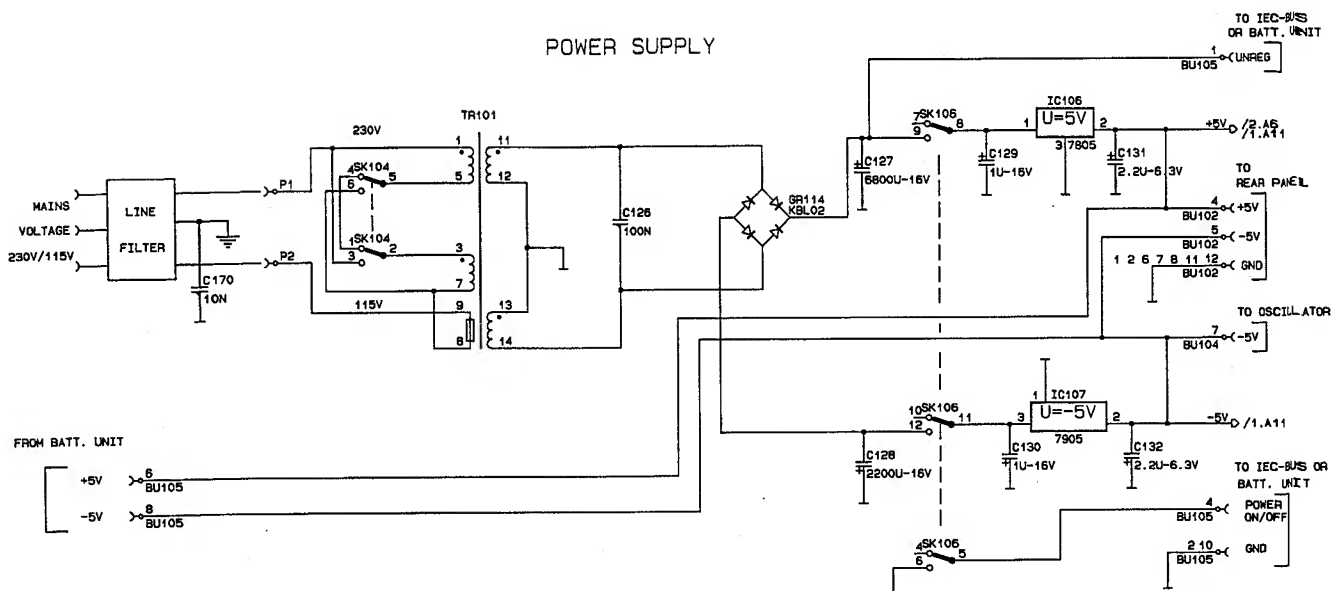 POWER SUPPLY
TO IEC-BUS
OR BATT. UNIT
1
BU105
UNREG
TR101
230V
1
11
SK104
4
5
6
5
12
SK104
1
2
3
3
7
115V
9
8
13
14
P1
P2
MAINS
VOLTAGE
230V/115V
LINE
FILTER
C170
10N
C126
100N
GR114
KBL02
C127
6800U-16V
7
SK106
8
9
C129
1U-16V
1
IC106
U=5V
2
3
7805
C131
2.2U-6.3V
+5V
/2.A6
/1.A11
TO
REAR PANEL
4
+5V
BU102
5
-5V
BU102
1 2 6 7 8 11 12
GND
BU102
TO OSCILLATOR
7
-5V
BU104
10
SK106
11
12
C128
2200U-16V
C130
1U-16V
1
IC107
3
U=-5V
2
7905
C132
2.2U-6.3V
-5V
/1.A11
FROM BATT. UNIT
+5V
6
BU105
-5V
8
BU105
TO IEC-BUS OR
BATT. UNIT
4
SK106
5
6
4
BU105
POWER
ON/OFF
2 10
BU105
GND